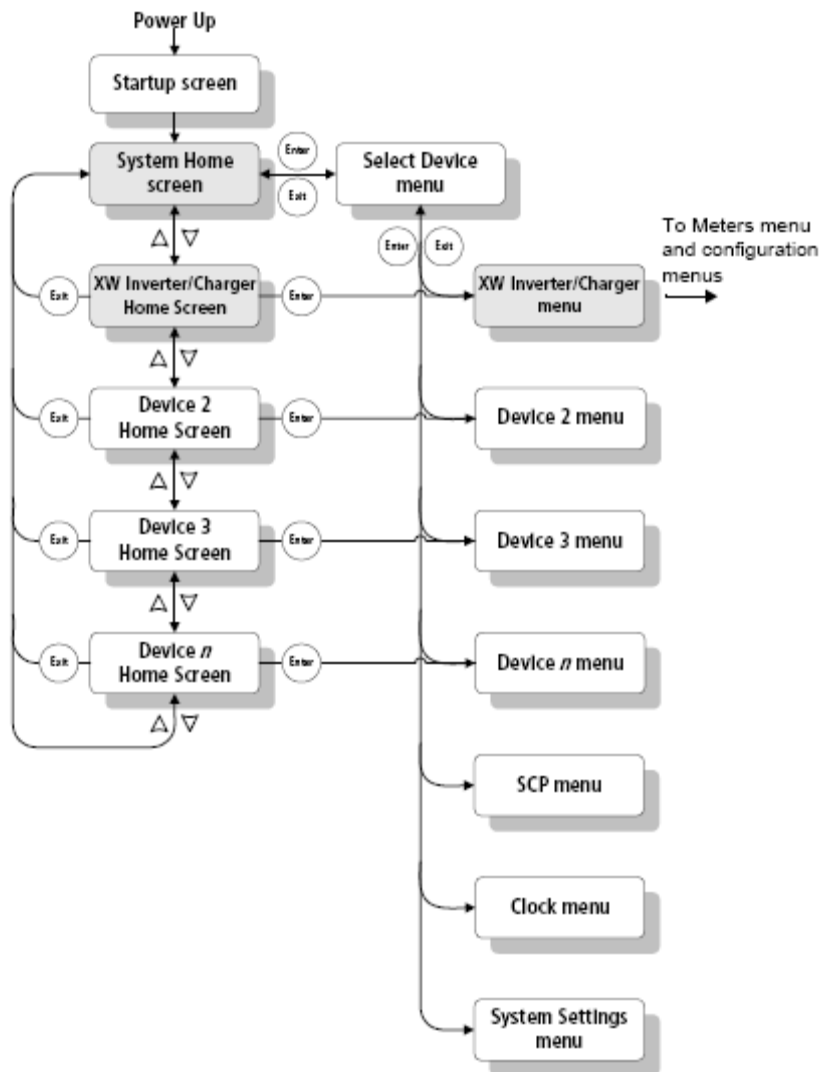 Power Up
Startup screen
System Home
screen
Enter
Exit
Select Device
menu
Enter
Exit
To Meters menu
and configuration
menus
Exit
XW Inverter/Charger
Home Screen
Enter
XW Inverter/Charger
menu
Exit
Device 2
Home Screen
Enter
Device 2 menu
Exit
Device 3
Home Screen
Enter
Device 3 menu
Exit
Device n
Home Screen
Enter
Device n menu
SCP menu
Clock menu
System Settings
menu